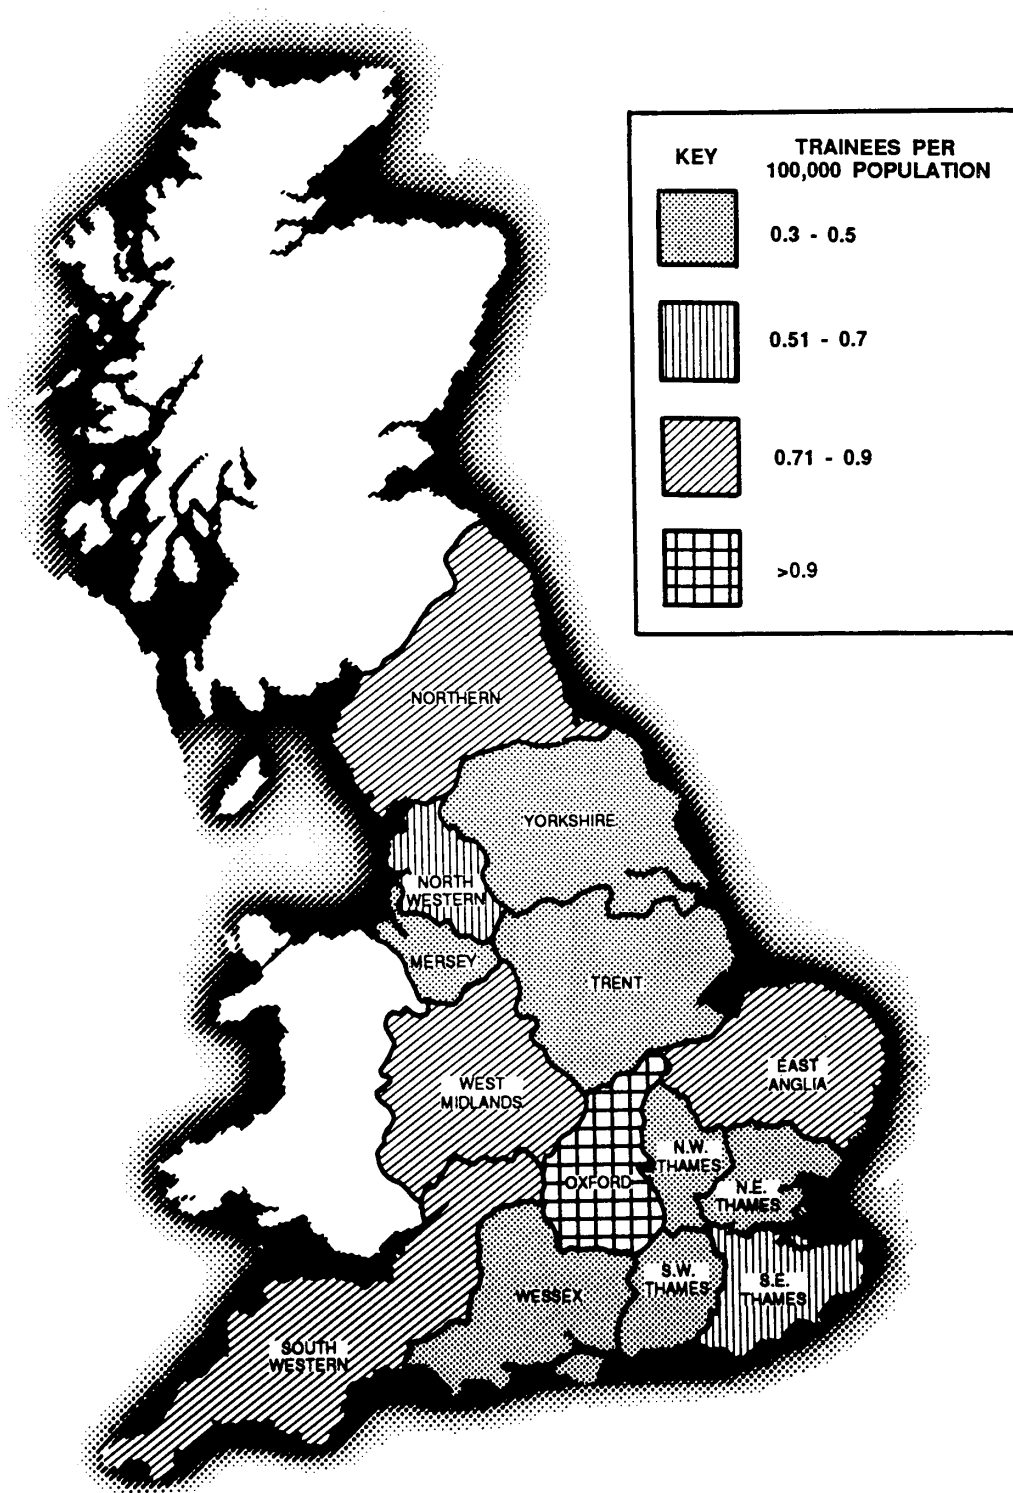 KEY
TRAINEES PER
100,000 POPULATION
0.3 - 0.5
0.51 - 0.7
0.71 - 0.9
>0.9
NORTHERN
YORKSHIRE
NORTH
WESTERN
MERSEY
TRENT
EAST
ANGLIA
WEST
MIDLANDS
N.W.
THAMES
OXFORD
N.E.
THAMES
S.W.
THAMES
S.E.
THAMES
WESSEX
SOUTH
WESTERN